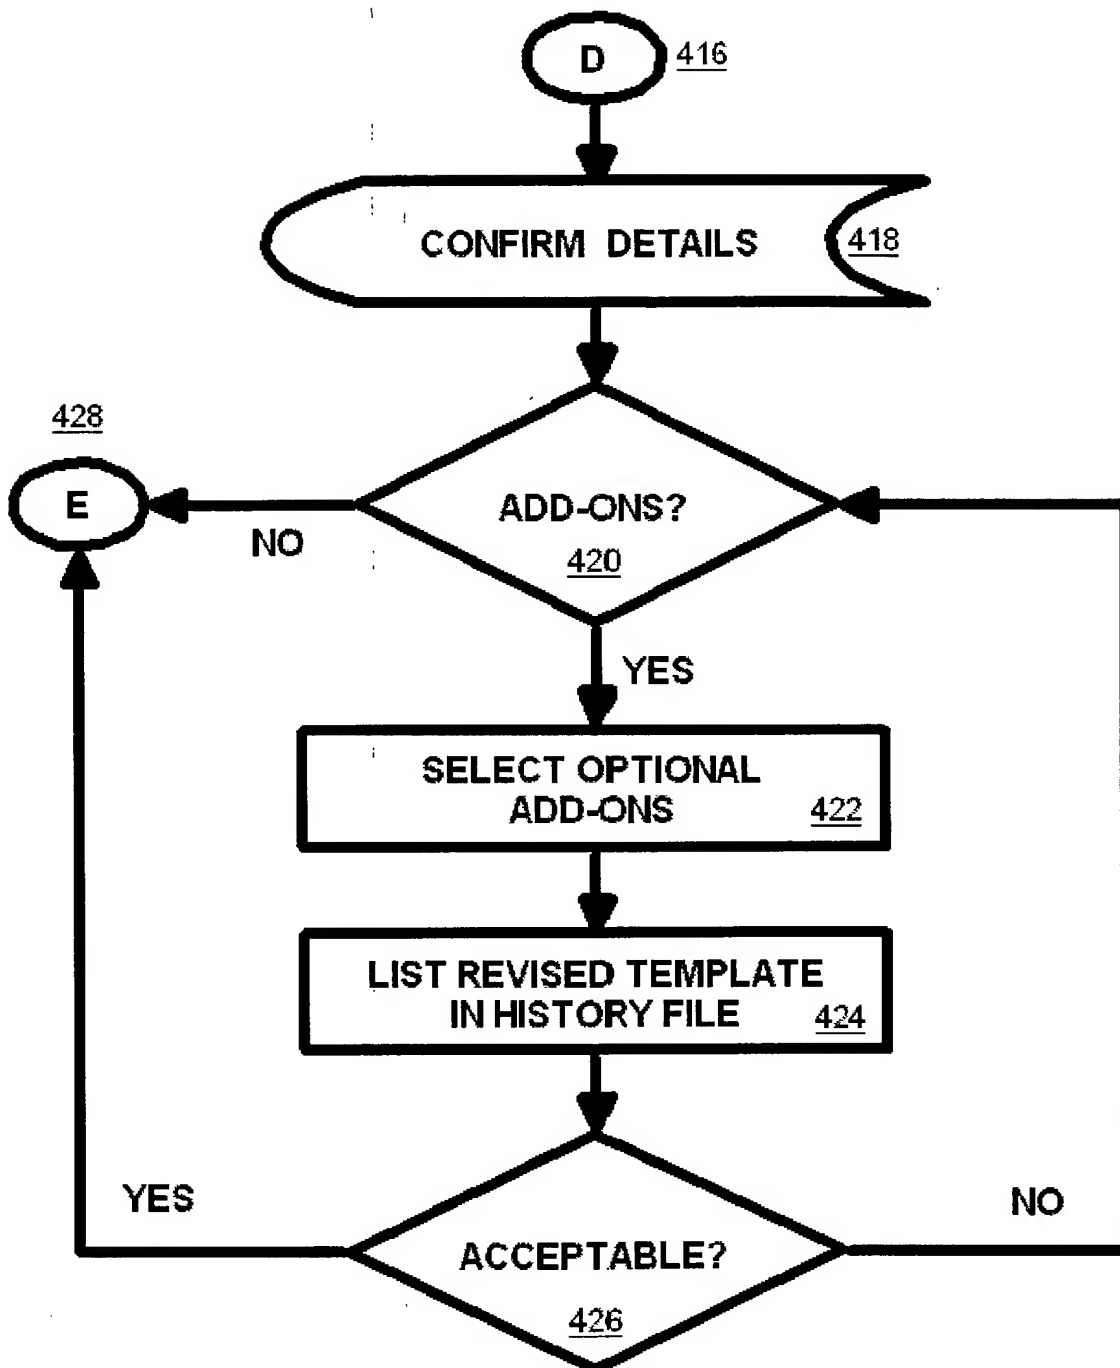 D 416
CONFIRM DETAILS 418
428
E
ADD-ONS?
NO
420
YES
SELECT OPTIONAL
ADD-ONS 422
LIST REVISED TEMPLATE
IN HISTORY FILE 424
YES
NO
ACCEPTABLE?
426